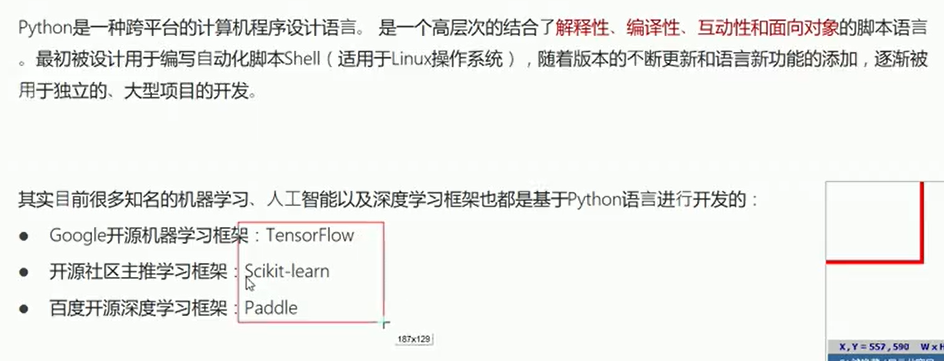 Python是一种跨平台的计算机程序设计语言。 是一个高层次的结合了解释性、编译性、互动性和面向对象的脚本语言
。最初被设计用于编写自动化脚本Shell（适用于Linux操作系统），随着版本的不断更新和语言新功能的添加，逐渐被
用于独立的、大型项目的开发。
其实目前很多知名的机器学习、人工智能以及深度学习框架也都是基于Python语言进行开发的：
● Google开源机器学习框架：TensorFlow
● 开源社区主推学习框架：Scikit-learn
● 百度开源深度学习框架：Paddle
187x129
X,Y = 557,590 W x H